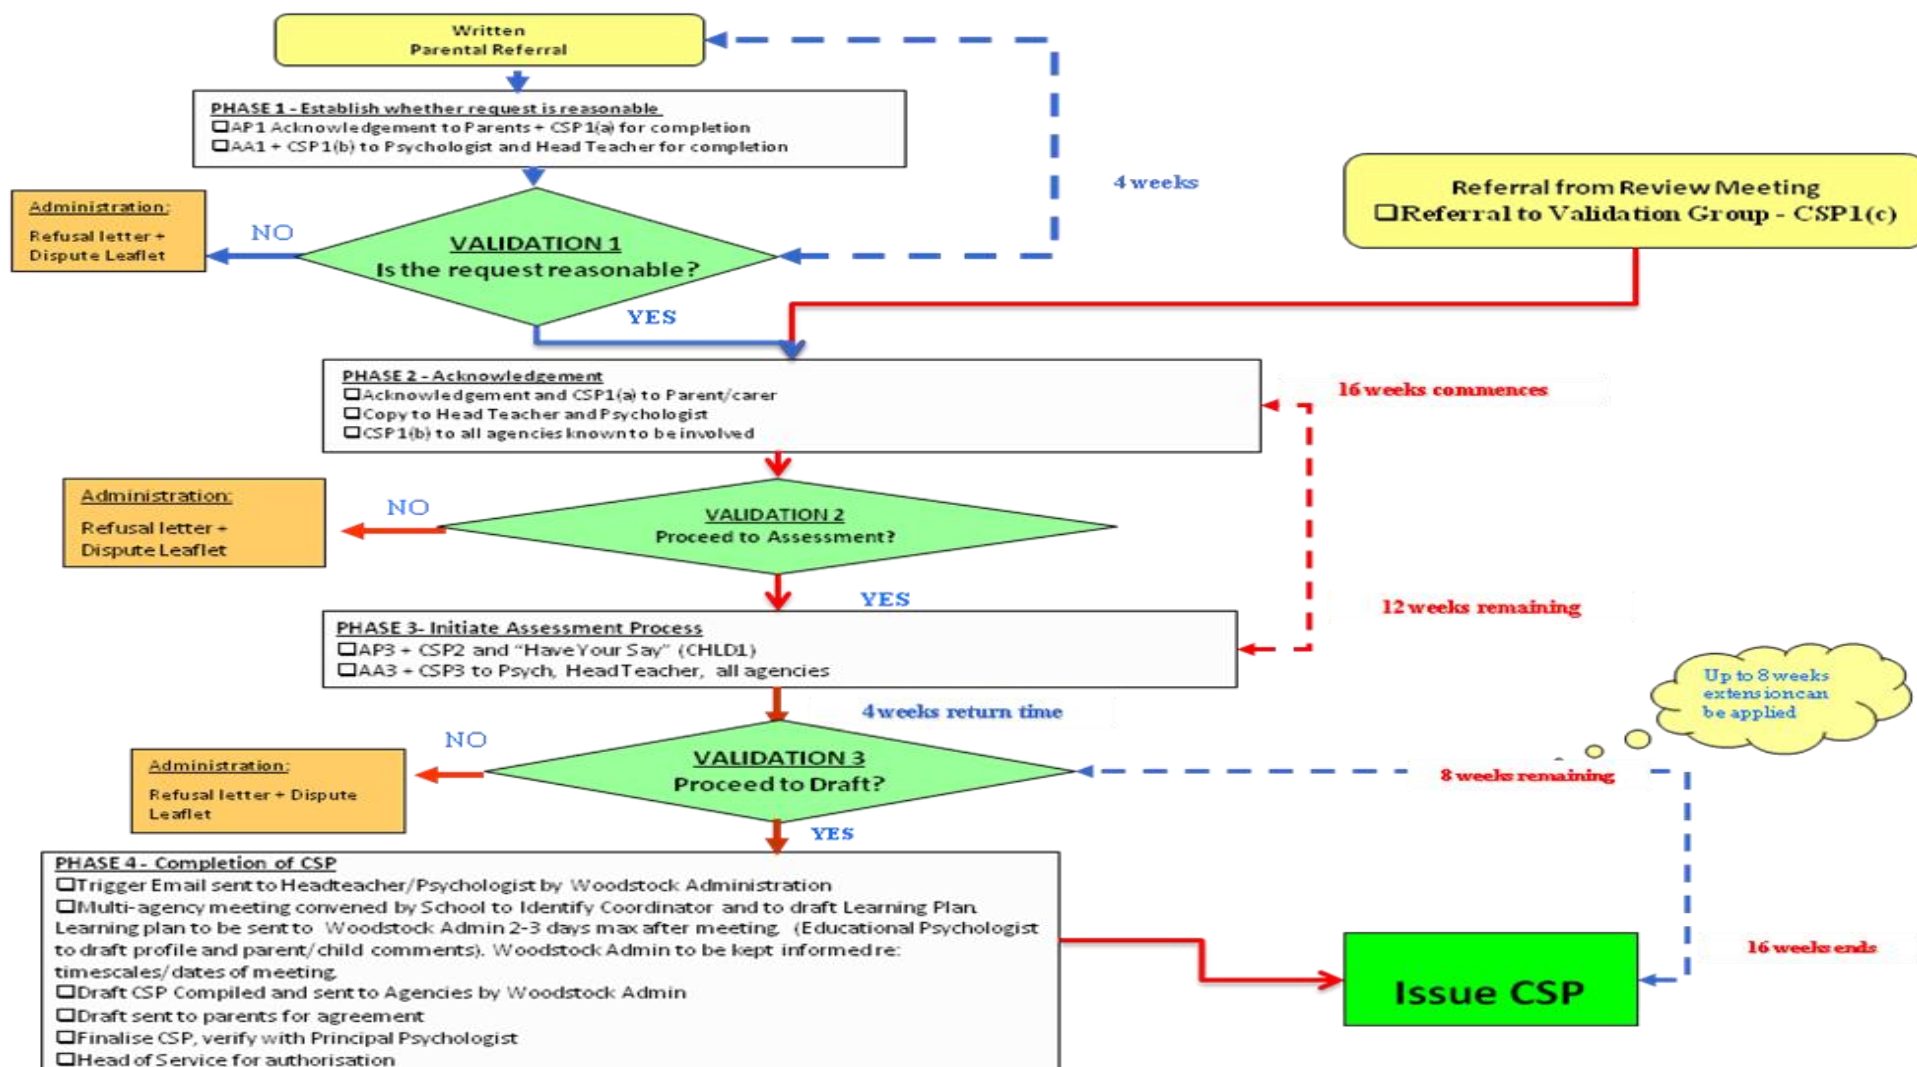 Written
Parental Referral
PHASE 1 - Establish whether request is reasonable
❑AP1 Acknowledgement to Parents + CSP1(a) for completion
❑AA1 + CSP1(b) to Psychologist and Head Teacher for completion
4 weeks
Referral from Review Meeting
❑Referral to Validation Group - CSP1(c)
Administration:
Refusal letter +
Dispute Leaflet
NO
VALIDATION 1
Is the request reasonable?
YES
PHASE 2 - Acknowledgement
❑Acknowledgement and CSP1(a) to Parent/carer
❑Copy to Head Teacher and Psychologist
❑CSP1(b) to all agencies known to be involved
16 weeks commences
Administration:
Refusal letter +
Dispute Leaflet
NO
VALIDATION 2
Proceed to Assessment?
YES
12 weeks remaining
PHASE 3- Initiate Assessment Process
❑AP3 + CSP2 and “Have Your Say” (CHLD1)
❑AA3 + CSP3 to Psych, Head Teacher, all agencies
Up to 8 weeks
extension can
be applied
4 weeks return time
NO
Administration:
Refusal letter + Dispute
Leaflet
VALIDATION 3
Proceed to Draft?
8 weeks remaining
YES
PHASE 4 - Completion of CSP
❑Trigger Email sent to Headteacher/Psychologist by Woodstock Administration
❑Multi-agency meeting convened by School to Identify Coordinator and to draft Learning Plan.
Learning plan to be sent to Woodstock Admin 2-3 days max after meeting. (Educational Psychologist
to draft profile and parent/child comments). Woodstock Admin to be kept informed re:
timescales/dates of meeting.
❑Draft CSP Compiled and sent to Agencies by Woodstock Admin
❑Draft sent to parents for agreement
❑Finalise CSP, verify with Principal Psychologist
❑Head of Service for authorisation
16 weeks ends
Issue CSP